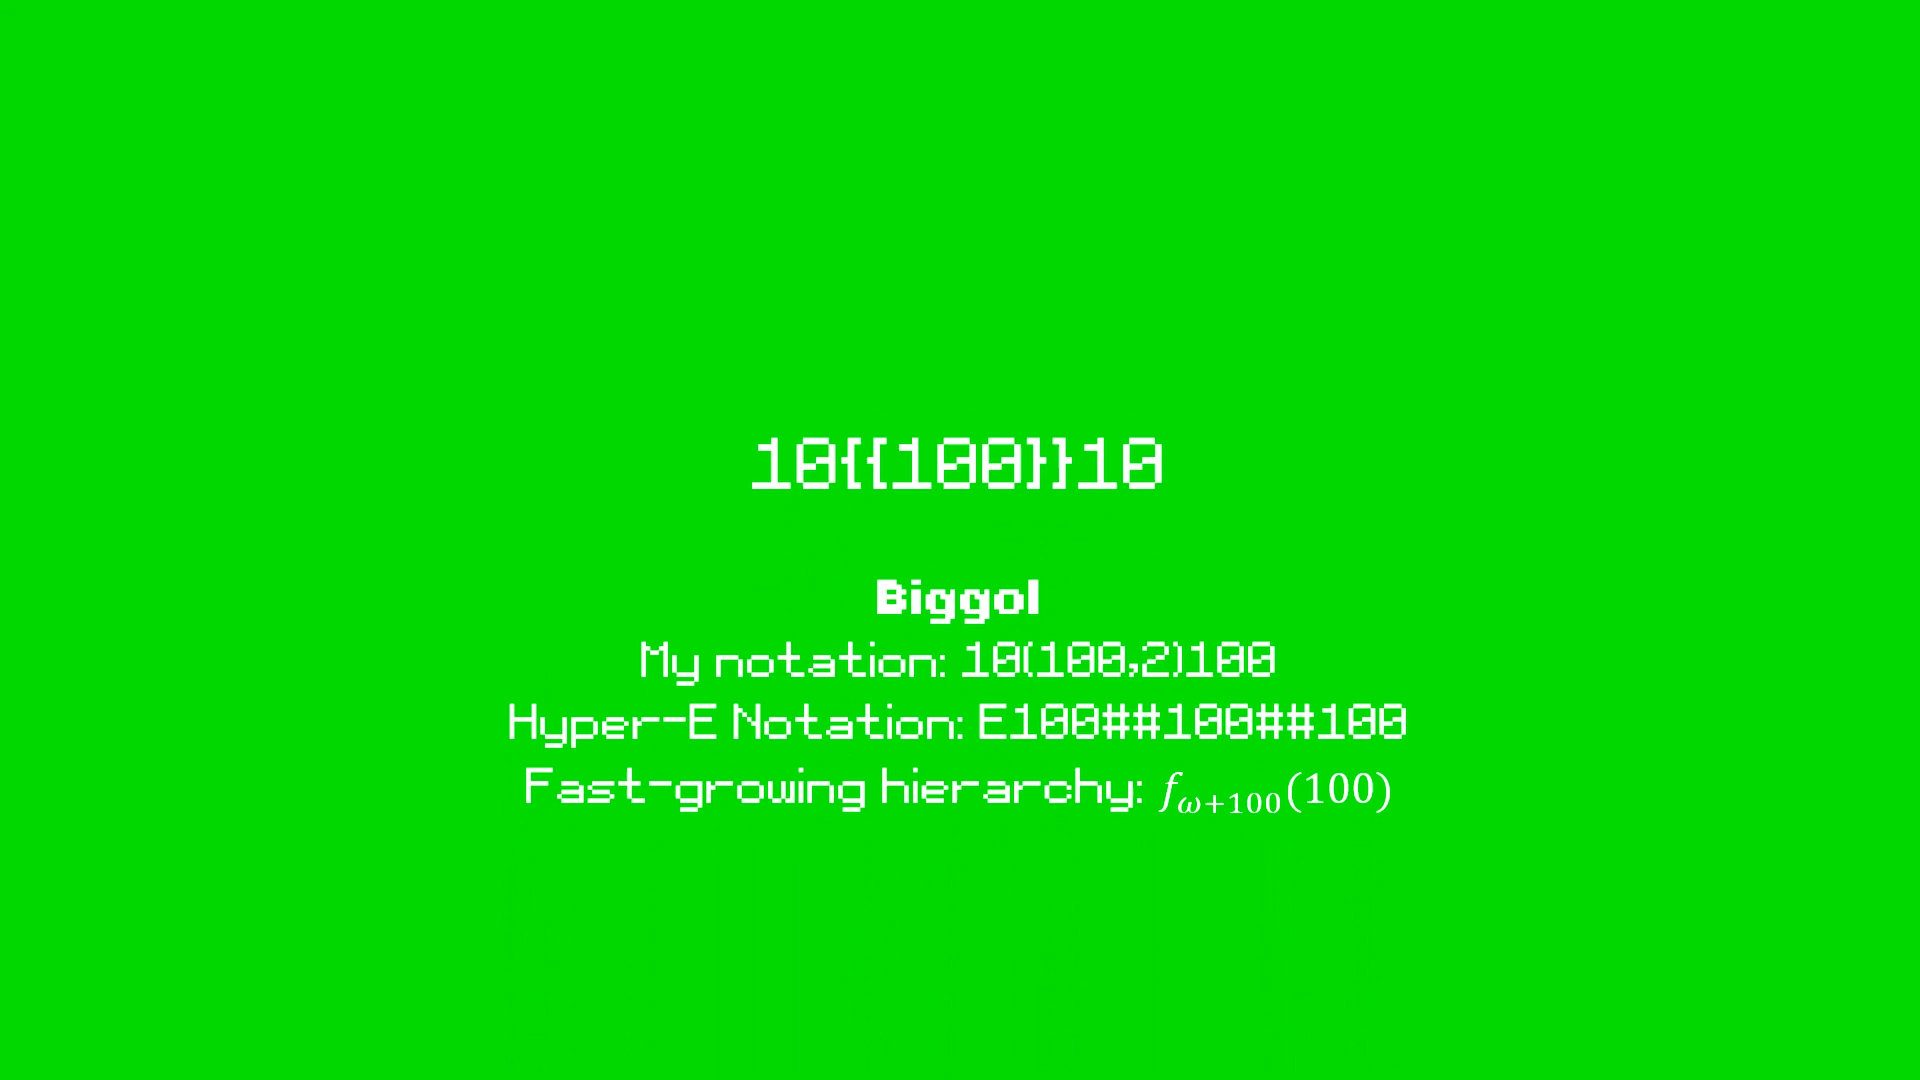 10{{100}}10
Biggol
My notation: 10(100,2)100
Hyper-E Notation: E100##100##100
Fast-growing hierarchy: f_{ω+100}(100)